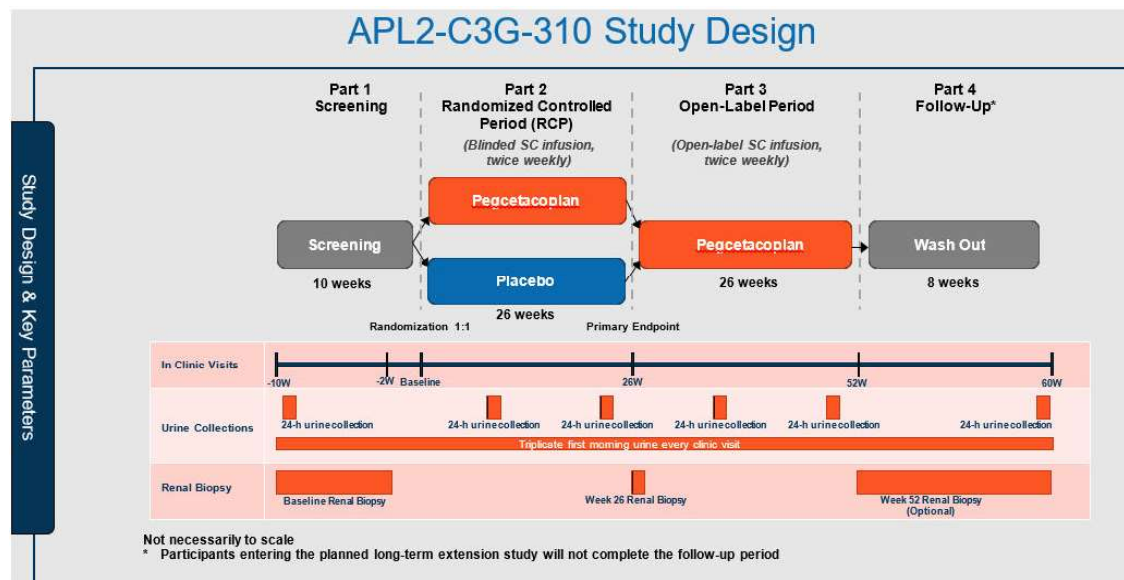 APL2-C3G-310 Study Design
Study Design & Key Parameters
Part 1
Screening
Part 2
Randomized Controlled
Period (RCP)
(Blinded SC infusion,
twice weekly)
Part 3
Open-Label Period
(Open-label SC infusion,
twice weekly)
Part 4
Follow-Up*
Screening
10 weeks
Pegcetacoplan
Placebo
26 weeks
Pegcetacoplan
26 weeks
Wash Out
8 weeks
Randomization 1:1
Primary Endpoint
In Clinic Visits
-10W
-2W
Baseline
26W
52W
60W
Urine Collections
24-h urine collection
24-h urine collection
24-h urine collection
24-h urine collection
24-h urine collection
24-h urine collection
Triplicate first morning urine every clinic visit
Renal Biopsy
Baseline Renal Biopsy
Week 26 Renal Biopsy
Week 52 Renal Biopsy
(Optional)
Not necessarily to scale
* Participants entering the planned long-term extension study will not complete the follow-up period